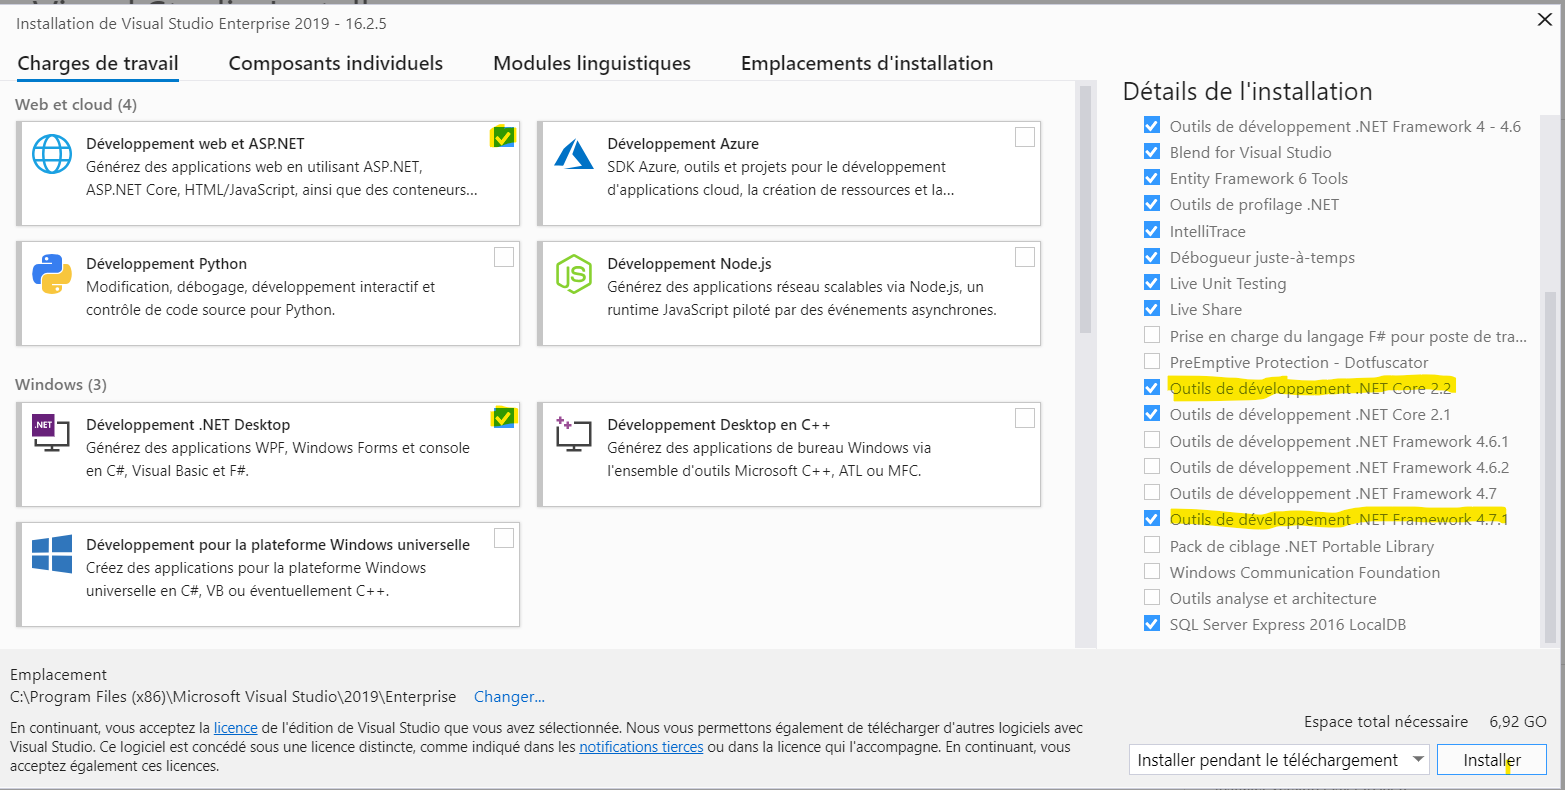 Installation de Visual Studio Enterprise 2019 - 16.2.5
Charges de travail
Composants individuels
Modules linguistiques
Emplacements d'installation
Web et cloud (4)
Développement web et ASP.NET
Générez des applications web en utilisant ASP.NET,
ASP.NET Core, HTML/JavaScript, ainsi que des conteneurs...
Développement Azure
SDK Azure, outils et projets pour le développement
d'applications cloud, la création de ressources et la...
Développement Python
Modification, débogage, développement interactif et
contrôle de code source pour Python.
Développement Node.js
Générez des applications réseau scalables via Node.js, un
runtime JavaScript piloté par des événements asynchrones.
Windows (3)
.NET
Développement .NET Desktop
Générez des applications WPF, Windows Forms et console
en C#, Visual Basic et F#.
Développement Desktop en C++
Générez des applications de bureau Windows via
l'ensemble d'outils Microsoft C++, ATL ou MFC.
Développement pour la plateforme Windows universelle
Créez des applications pour la plateforme Windows
universelle en C#, VB ou éventuellement C++.
Détails de l'installation
Outils de développement .NET Framework 4 - 4.6
Blend for Visual Studio
Entity Framework 6 Tools
Outils de profilage .NET
IntelliTrace
Débogueur juste-à-temps
Live Unit Testing
Live Share
Prise en charge du langage F# pour poste de tra...
PreEmptive Protection - Dotfuscator
Outils de développement .NET Core 2.2
Outils de développement .NET Core 2.1
Outils de développement .NET Framework 4.6.1
Outils de développement .NET Framework 4.6.2
Outils de développement .NET Framework 4.7
Outils de développement .NET Framework 4.7.1
Pack de ciblage .NET Portable Library
Windows Communication Foundation
Outils analyse et architecture
SQL Server Express 2016 LocalDB
Emplacement
C:\Program Files (x86)\Microsoft Visual Studio\2019\Enterprise Changer...
En continuant, vous acceptez la licence de l'édition de Visual Studio que vous avez sélectionnée. Nous vous permettons également de télécharger d'autres logiciels avec
Visual Studio. Ce logiciel est concédé sous une licence distincte, comme indiqué dans les notifications tierces ou dans la licence qui l'accompagne. En continuant, vous
acceptez également ces licences.
Espace total nécessaire 6,92 GO
Installer pendant le téléchargement
Installer